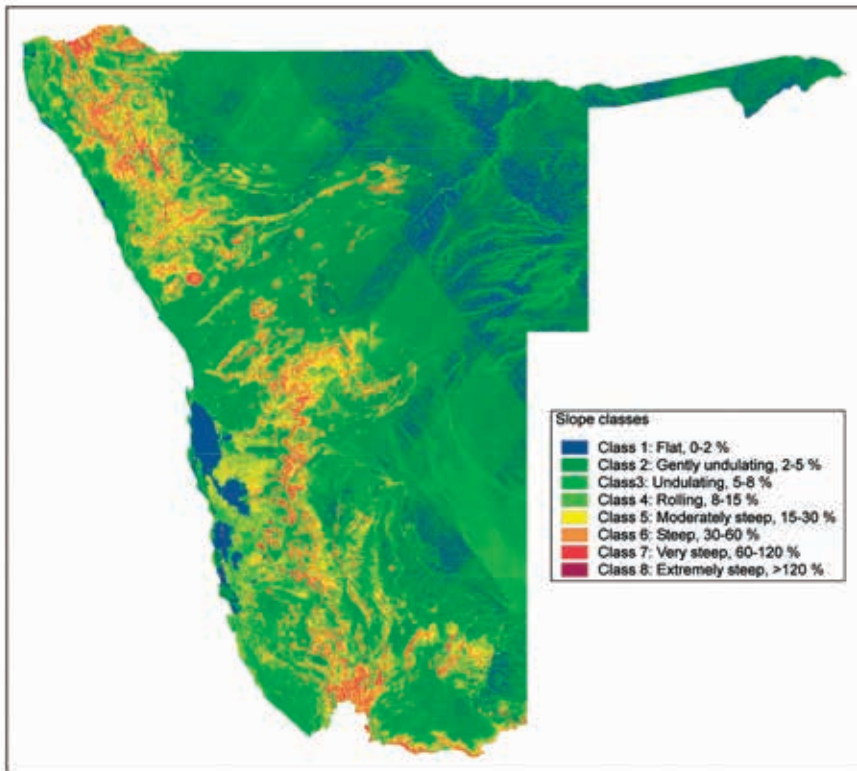 Slope classes
Class 1: Flat, 0-2 %
Class 2: Gently undulating, 2-5 %
Class3: Undulating, 5-8 %
Class 4: Rolling, 8-15 %
Class 5: Moderately steep, 15-30 %
Class 6: Steep, 30-60 %
Class 7: Very steep, 60-120 %
Class 8: Extremely steep, >120 %